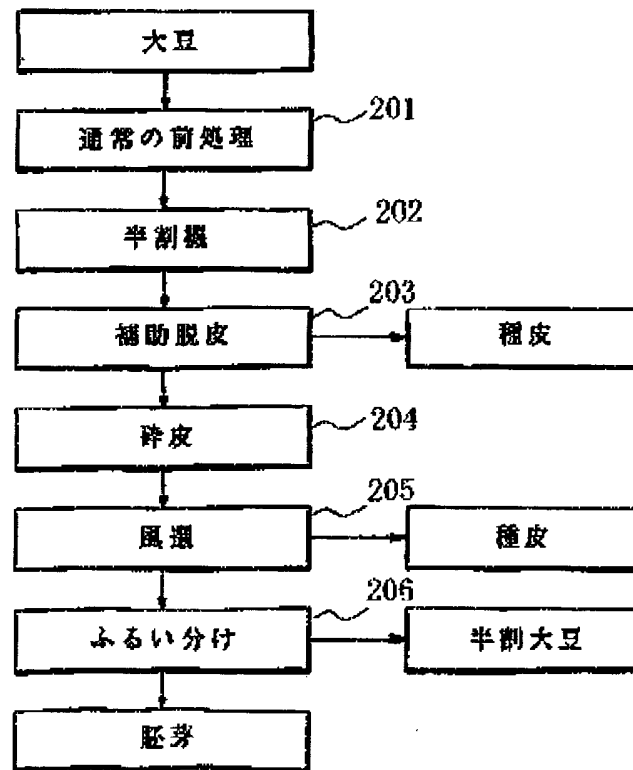 大豆
通常の前処理
201
半割機
202
補助脱皮
203
種皮
砕皮
204
風選
205
種皮
ふるい分け
206
半割大豆
胚芽